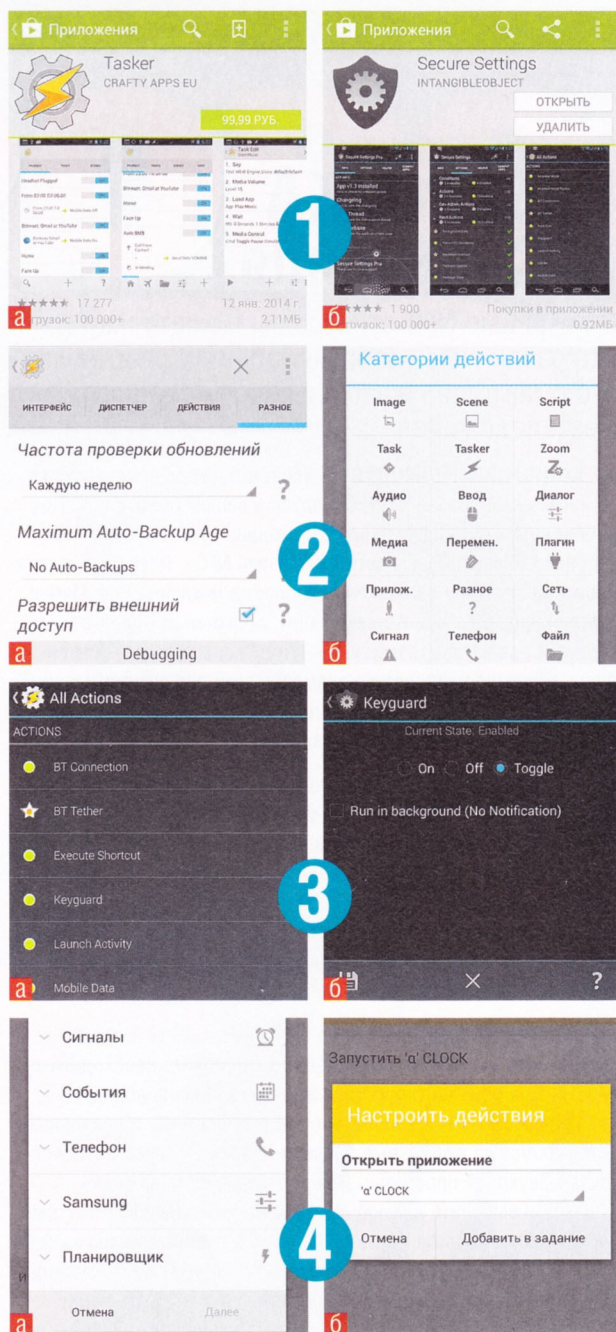 Приложения
Tasker
CRAFTY APPS EU
99,99 РУБ.
★★★★★ 17 277
12 янв. 2014 г.
грузок: 100 000+
2,11МБ
а
1
Приложения
Secure Settings
INTANGIBLEOBJECT
ОТКРЫТЬ
УДАЛИТЬ
All Actions
Secure Settings Pro
★★★★ 1 900
Покупки в приложении
грузок: 100 000+
0,92МБ
б
ИНТЕРФЕЙС ДИСПЕТЧЕР ДЕЙСТВИЯ РАЗНОЕ
Частота проверки обновлений
Каждую неделю
?
Maximum Auto-Backup Age
No Auto-Backups
Разрешить внешний
доступ
?
Debugging
а
2
Категории действий
Image Scene Script
Task Tasker Zoom
Аудио Ввод Диалог
Медиа Перемен. Плагин
Прилож. Разное Сеть
Сигнал Телефон Файл
б
All Actions
ACTIONS
BT Connection
BT Tether
Execute Shortcut
Keyguard
Launch Activity
Mobile Data
а
3
Keyguard
Current State: Enabled
On Off Toggle
Run in background (No Notification)
?
б
Сигналы
События
Телефон
Samsung
Планировщик
И
Отмена Далее
а
4
Запустить 'α' CLOCK
Настроить действия
Открыть приложение
'α' CLOCK
Отмена Добавить в задание
б